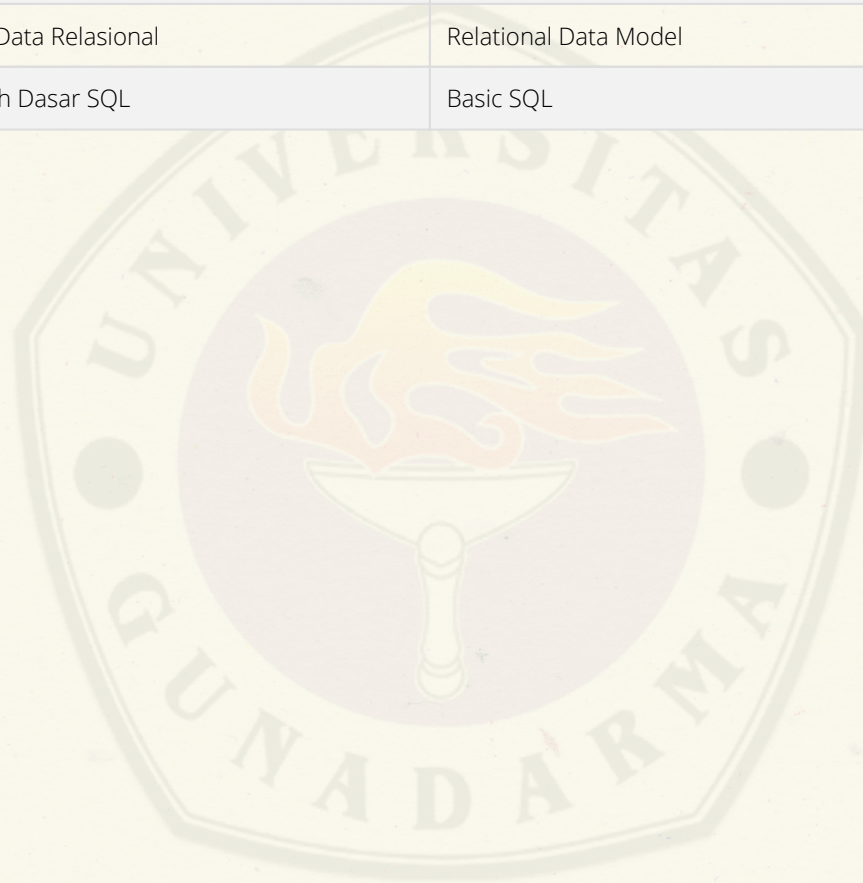 Data Relasional Relational Data Model
h Dasar SQL Basic SQL
UNIVERSITAS
GUNADARMA